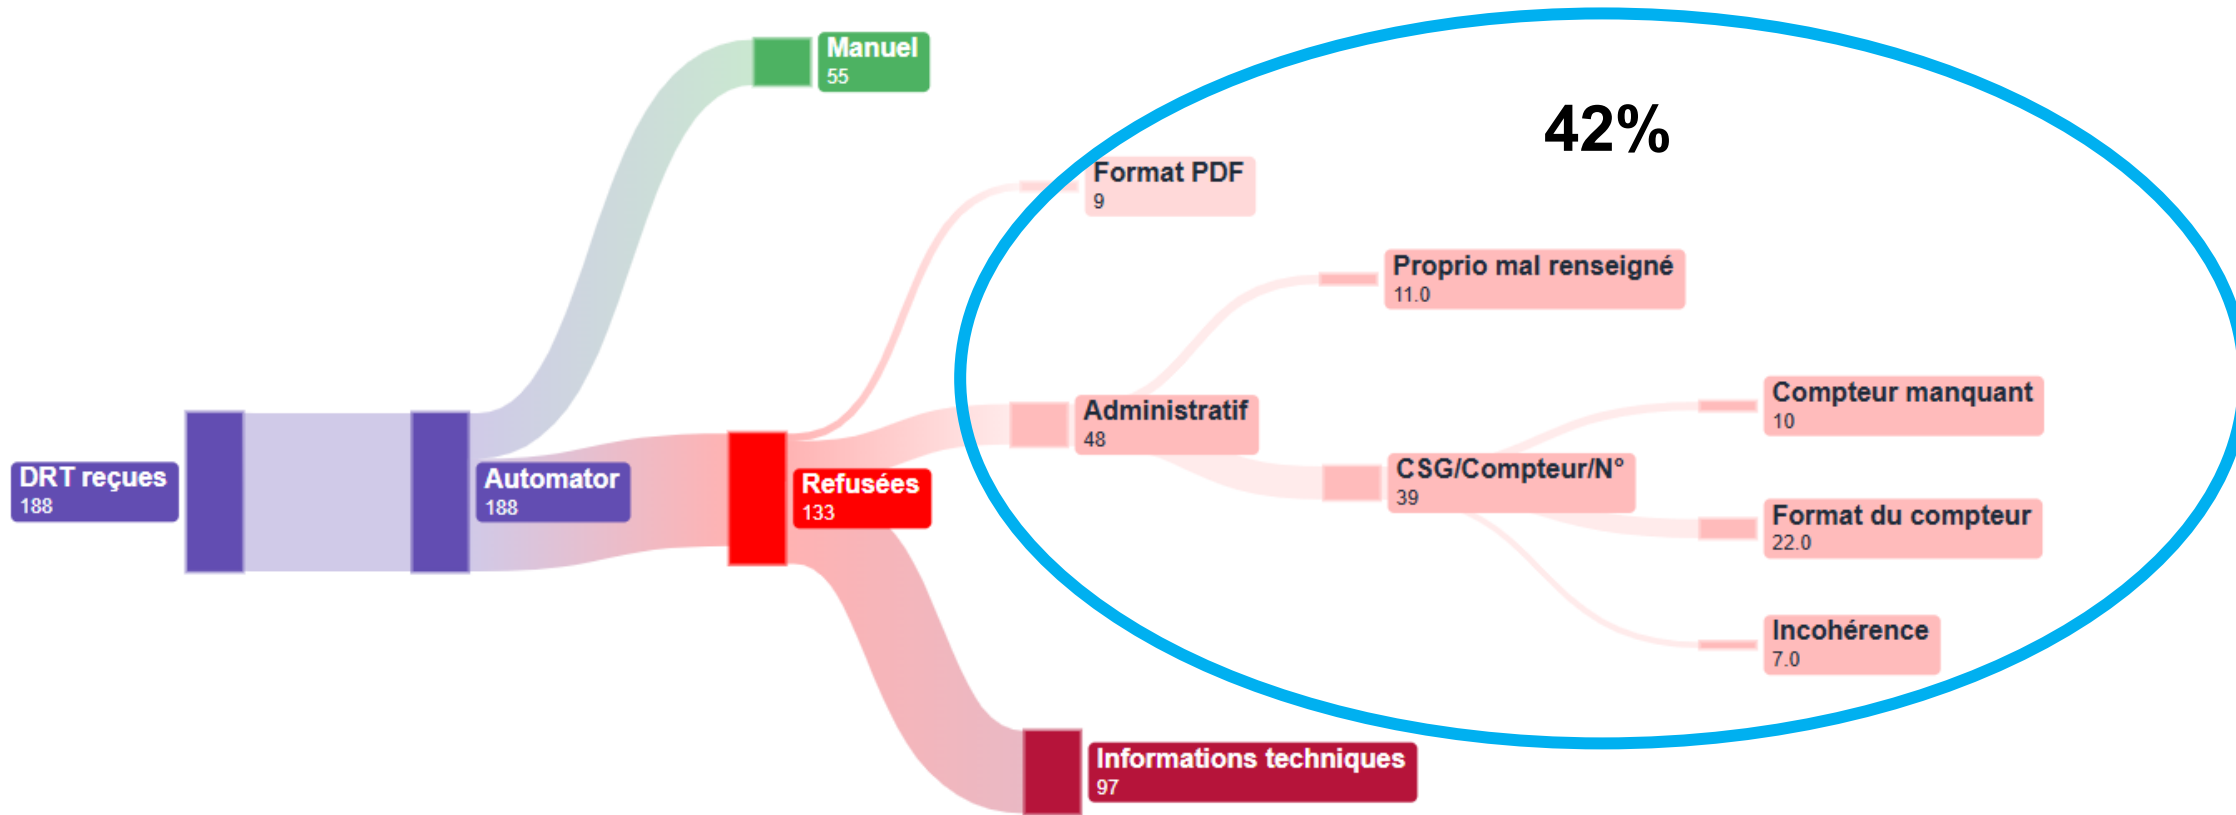 Manuel
55
42%
Format PDF
9
Proprio mal renseigné
11.0
Administratif
48
Compteur manquant
10
CSG/Compteur/N°
39
DRT reçues
188
Automator
188
Refusées
133
Format du compteur
22.0
Incohérence
7.0
Informations techniques
97